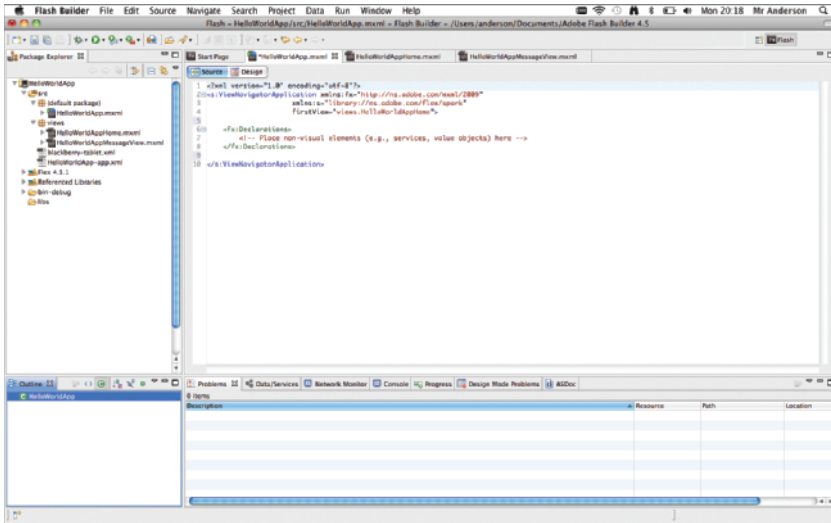 Flash Builder File Edit Source Navigate Search Project Data Run Window Help Mon 20:18 Mr Anderson
Flash - HelloWorldApp/src/HelloWorldApp.mxml - Flash Builder - /Users/anderson/Documents/Adobe Flash Builder 4.5
Flash
Package Explorer
Start Page *HelloWorldApp.mxml HelloWorldAppHome.mxml HelloWorldAppMessageView.mxml
Source Design
HelloWorldApp
src
(default package)
HelloWorldApp.mxml
views
HelloWorldAppHome.mxml
HelloWorldAppMessageView.mxml
blackberry-tablet.xml
HelloWorldApp-app.xml
Flex 4.5.1
Referenced Libraries
bin-debug
libs
1 <?xml version="1.0" encoding="utf-8"?>
2 <s:ViewNavigatorApplication xmlns:fx="http://ns.adobe.com/mxml/2009"
3 xmlns:s="library://ns.adobe.com/flex/spark"
4 firstView="views.HelloWorldAppHome">
5
6 <fx:Declarations>
7 <!-- Place non-visual elements (e.g., services, value objects) here -->
8 </fx:Declarations>
9
10 </s:ViewNavigatorApplication>
Outline
HelloWorldApp
Problems Data/Services Network Monitor Console Progress Design Mode Problems ASDoc
0 items
Description Resource Path Location